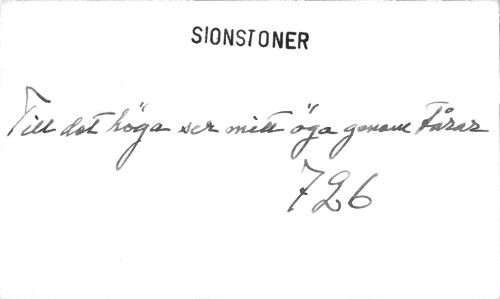 SIONSTONER
Till det höga ser mitt öga genom tårar
726